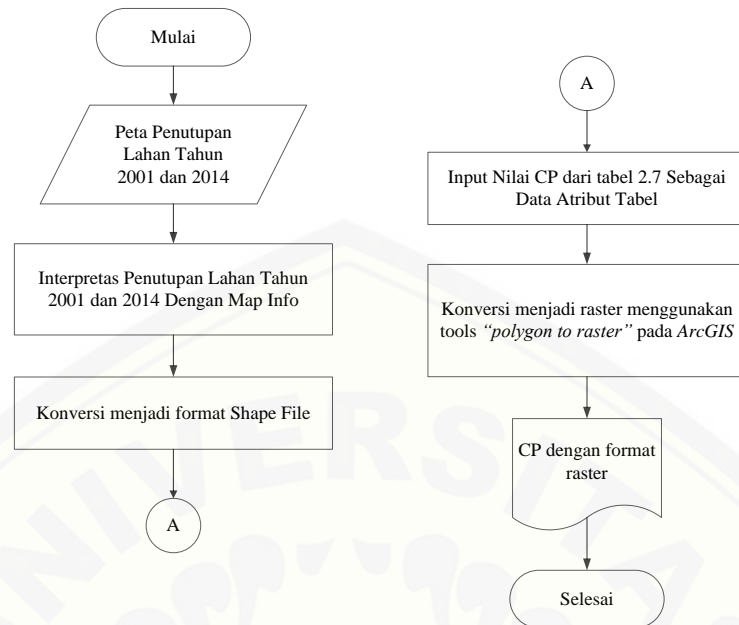 Mulai
Peta Penutupan
Lahan Tahun
2001 dan 2014
Interpretas Penutupan Lahan Tahun
2001 dan 2014 Dengan Map Info
Konversi menjadi format Shape File
A
A
Input Nilai CP dari tabel 2.7 Sebagai
Data Atribut Tabel
Konversi menjadi raster menggunakan
tools “polygon to raster” pada ArcGIS
CP dengan format
raster
Selesai
UNIVERSITA